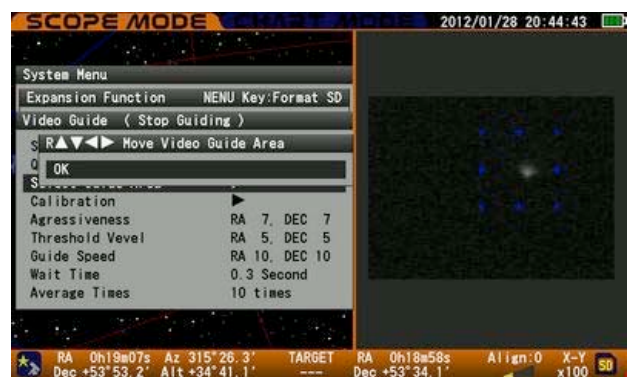 SCOPE MODE CHART MODE 2012/01/28 20:44:43
System Menu
Expansion Function NENU Key:Format SD
Video Guide ( Stop Guiding )
R▲▼◀▶ Move Video Guide Area
OK
Calibration ▶
Agressiveness RA 7, DEC 7
Threshold Vevel RA 5, DEC 5
Guide Speed RA 10, DEC 10
Wait Time 0.3 Second
Average Times 10 times
RA 0h19m07s Az 315°26.3' TARGET RA 0h18m58s Align:0 X-Y
Dec +53°53.2' Alt +34°41.1' --- Dec +53°34.1' x100 SD